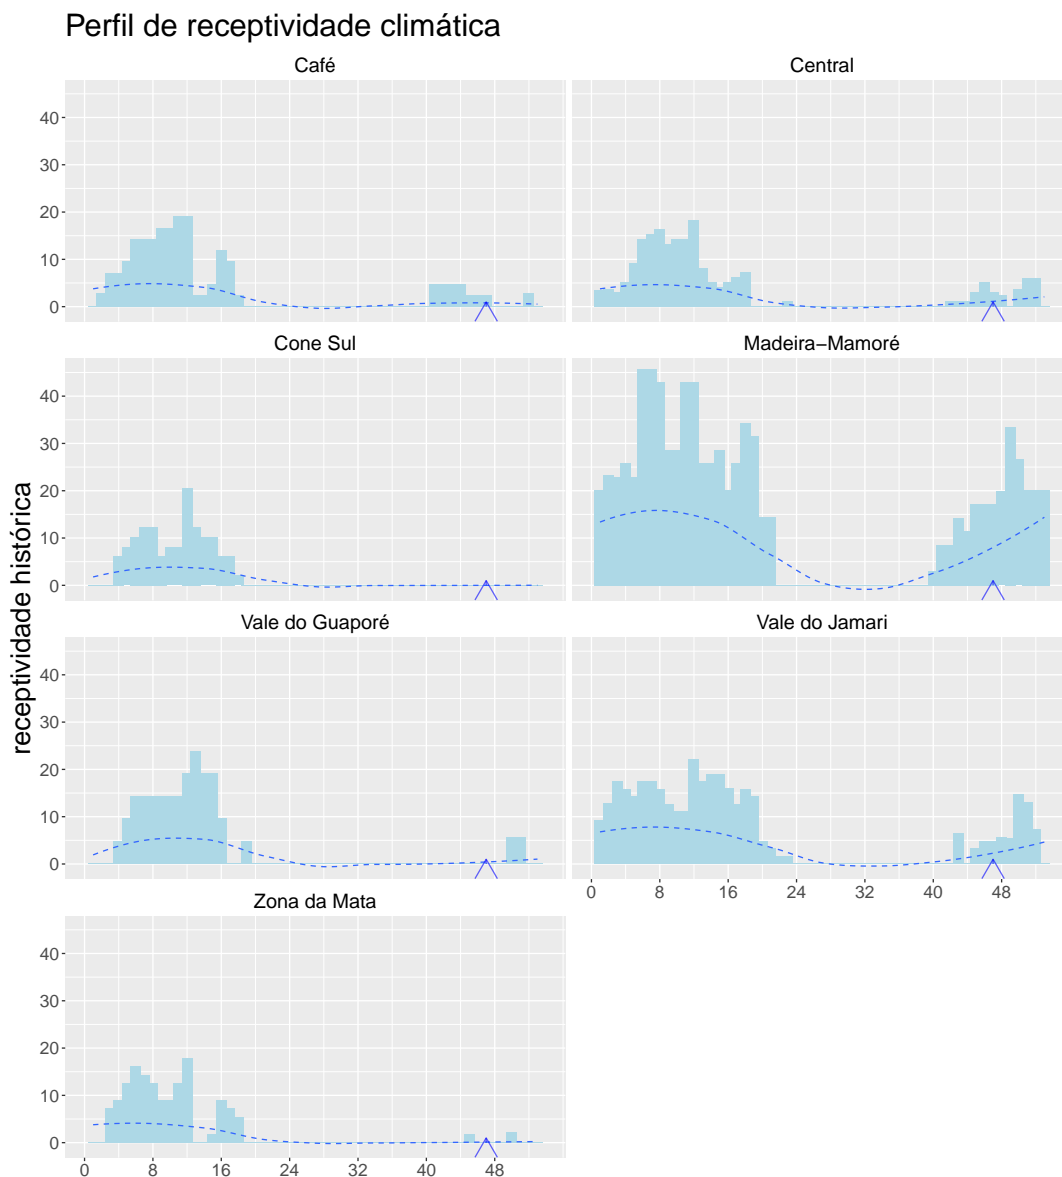 Perfil de receptividade climática
Café
Central
40
30
20
10
0
Cone Sul
Madeira−Mamoré
40
30
20
10
0
receptividade histórica
Vale do Guaporé
Vale do Jamari
40
30
20
10
0
0 8 16 24 32 40 48
Zona da Mata
40
30
20
10
0
0 8 16 24 32 40 48